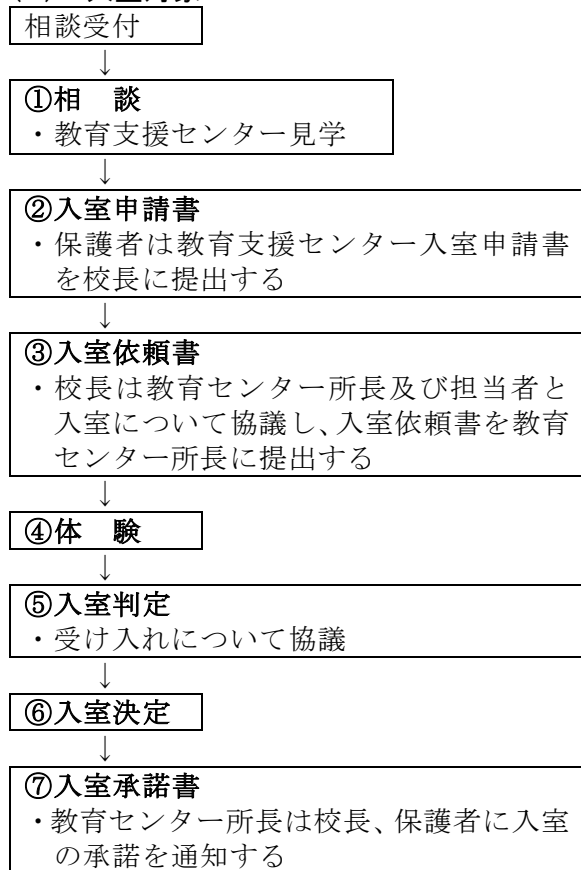 相談受付
↓
①相　談
・教育支援センター見学
↓
②入室申請書
・保護者は教育支援センター入室申請書
を校長に提出する
↓
③入室依頼書
・校長は教育センター所長及び担当者と
入室について協議し、入室依頼書を教育
センター所長に提出する
↓
④体　験
↓
⑤入室判定
・受け入れについて協議
↓
⑥入室決定
↓
⑦入室承諾書
・教育センター所長は校長、保護者に入室
の承諾を通知する